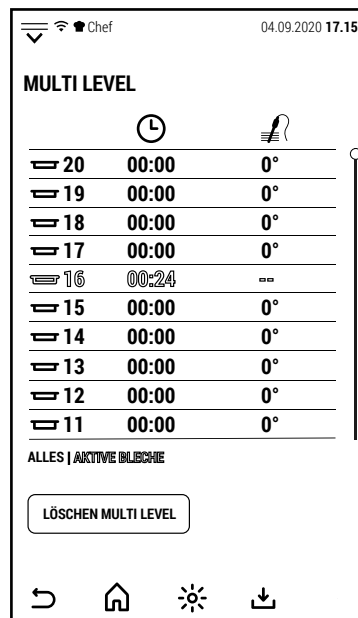 Chef 04.09.2020 17.15
MULTI LEVEL
20 00:00 0°
19 00:00 0°
18 00:00 0°
17 00:00 0°
16 00:24 --
15 00:00 0°
14 00:00 0°
13 00:00 0°
12 00:00 0°
11 00:00 0°
ALLES | AKTIVE BLECHE
LÖSCHEN MULTI LEVEL